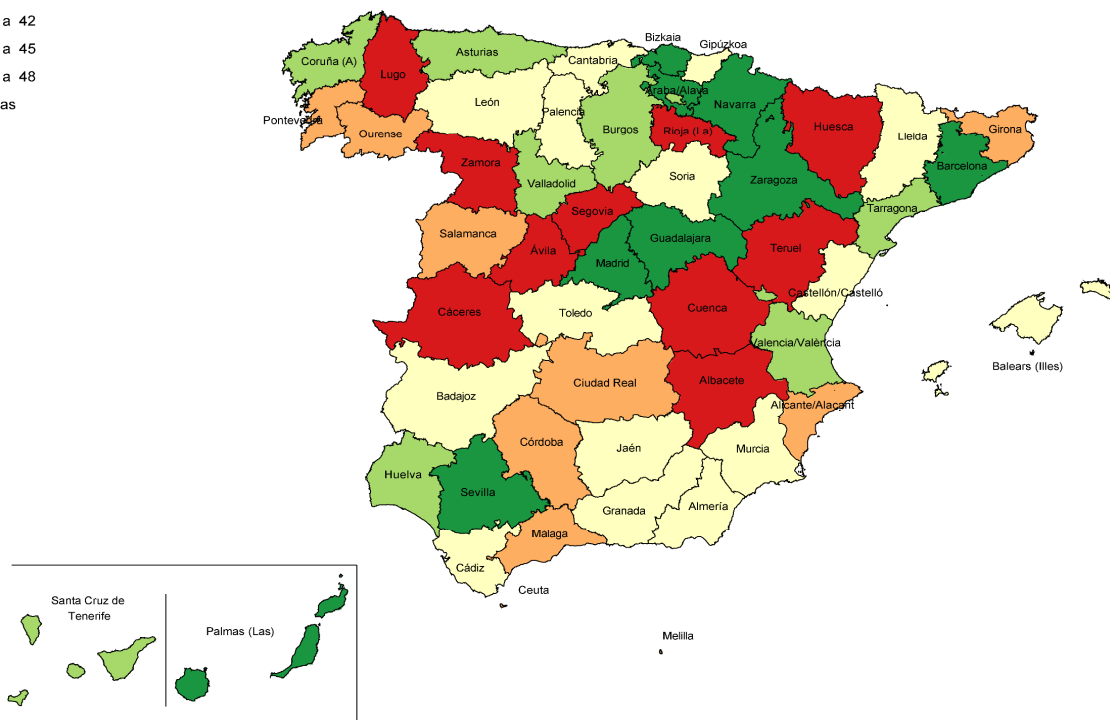 a 42
a 45
a 48
as
Bizkaia
Gipúzkoa
Coruña (A)
Asturias
Cantabria
Lugo
Araba/Alava
Navarra
León
Palencia
Pontevedra
Ourense
Burgos
Rioja (La)
Huesca
Lleida
Girona
Zamora
Barcelona
Soria
Zaragoza
Valladolid
Tarragona
Segovia
Salamanca
Ávila
Guadalajara
Teruel
Madrid
Castellón/Castelló
Cáceres
Toledo
Cuenca
Valencia/València
Balears (Illes)
Ciudad Real
Albacete
Badajoz
Alicante/Alacant
Córdoba
Jaén
Murcia
Huelva
Sevilla
Granada
Almería
Malaga
Cádiz
Ceuta
Santa Cruz de
Tenerife
Palmas (Las)
Melilla